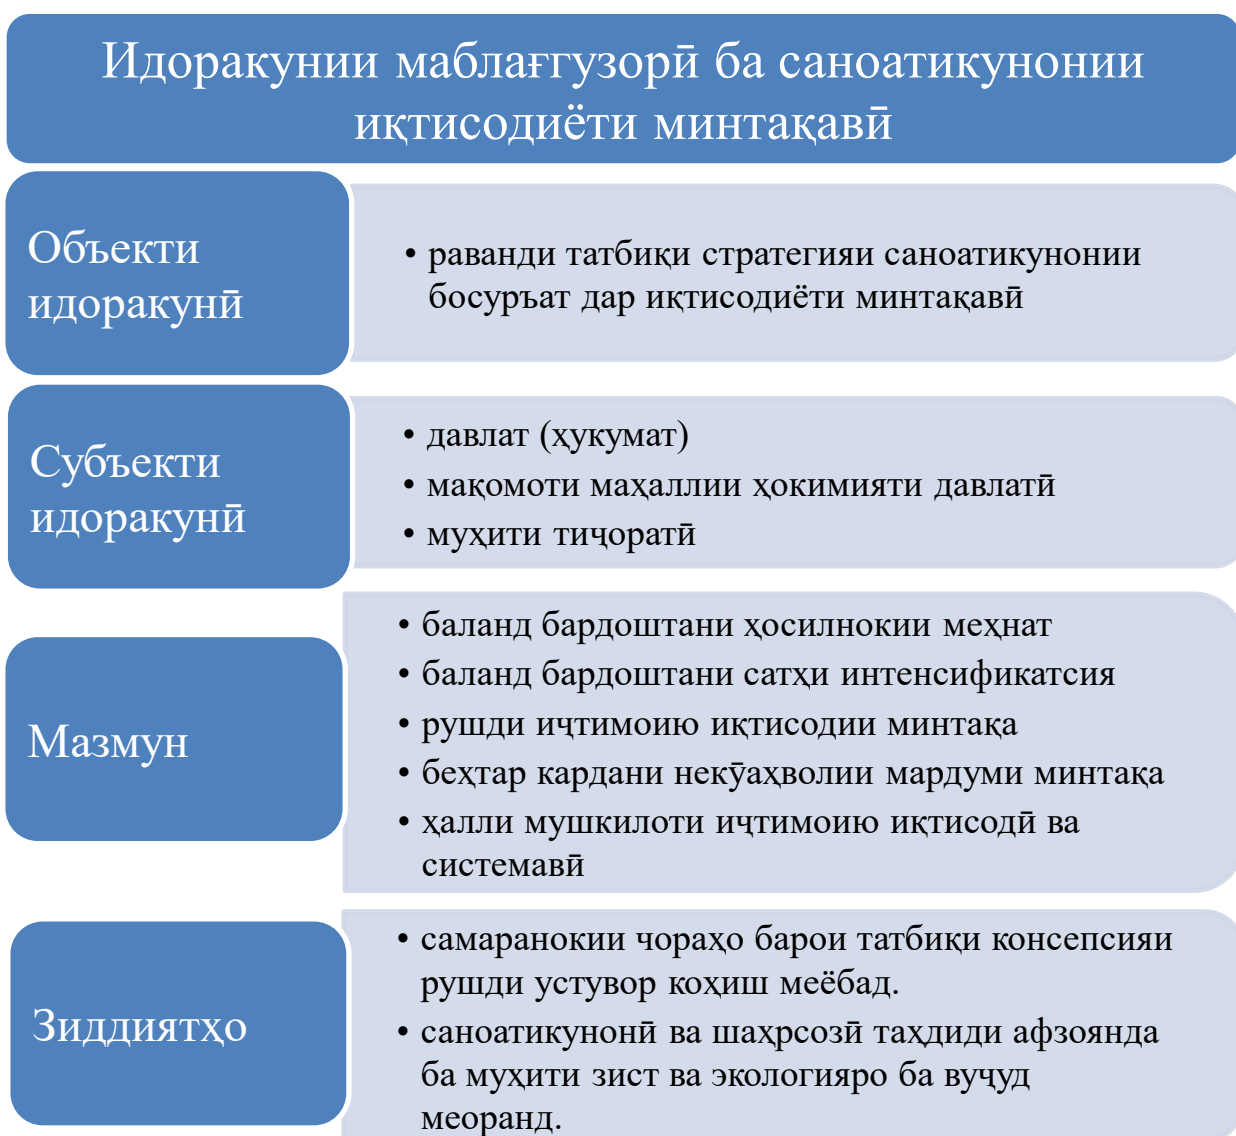 Идоракунии маблағгузорӣ ба саноатикунонии
иқтисодиёти минтақавӣ
Объекти
идоракунӣ
• раванди татбиқи стратегияи саноатикунонии
босуръат дар иқтисодиёти минтақавӣ
Субъекти
идоракунӣ
• давлат (ҳукумат)
• мақомоти маҳаллии ҳокимияти давлатӣ
• муҳити тиҷоратӣ
Мазмун
• баланд бардоштани ҳосилнокии меҳнат
• баланд бардоштани сатҳи интенсификатсия
• рушди иҷтимоию иқтисодии минтақа
• беҳтар кардани некӯаҳволии мардуми минтақа
• ҳалли мушкилоти иҷтимоию иқтисодӣ ва
системавӣ
Зиддиятҳо
• самаранокии чораҳо барои татбиқи консепсияи
рушди устувор коҳиш меёбад.
• саноатикунонӣ ва шаҳрсозӣ таҳдиди афзоянда
ба муҳити зист ва экологияро ба вуҷуд
меоранд.